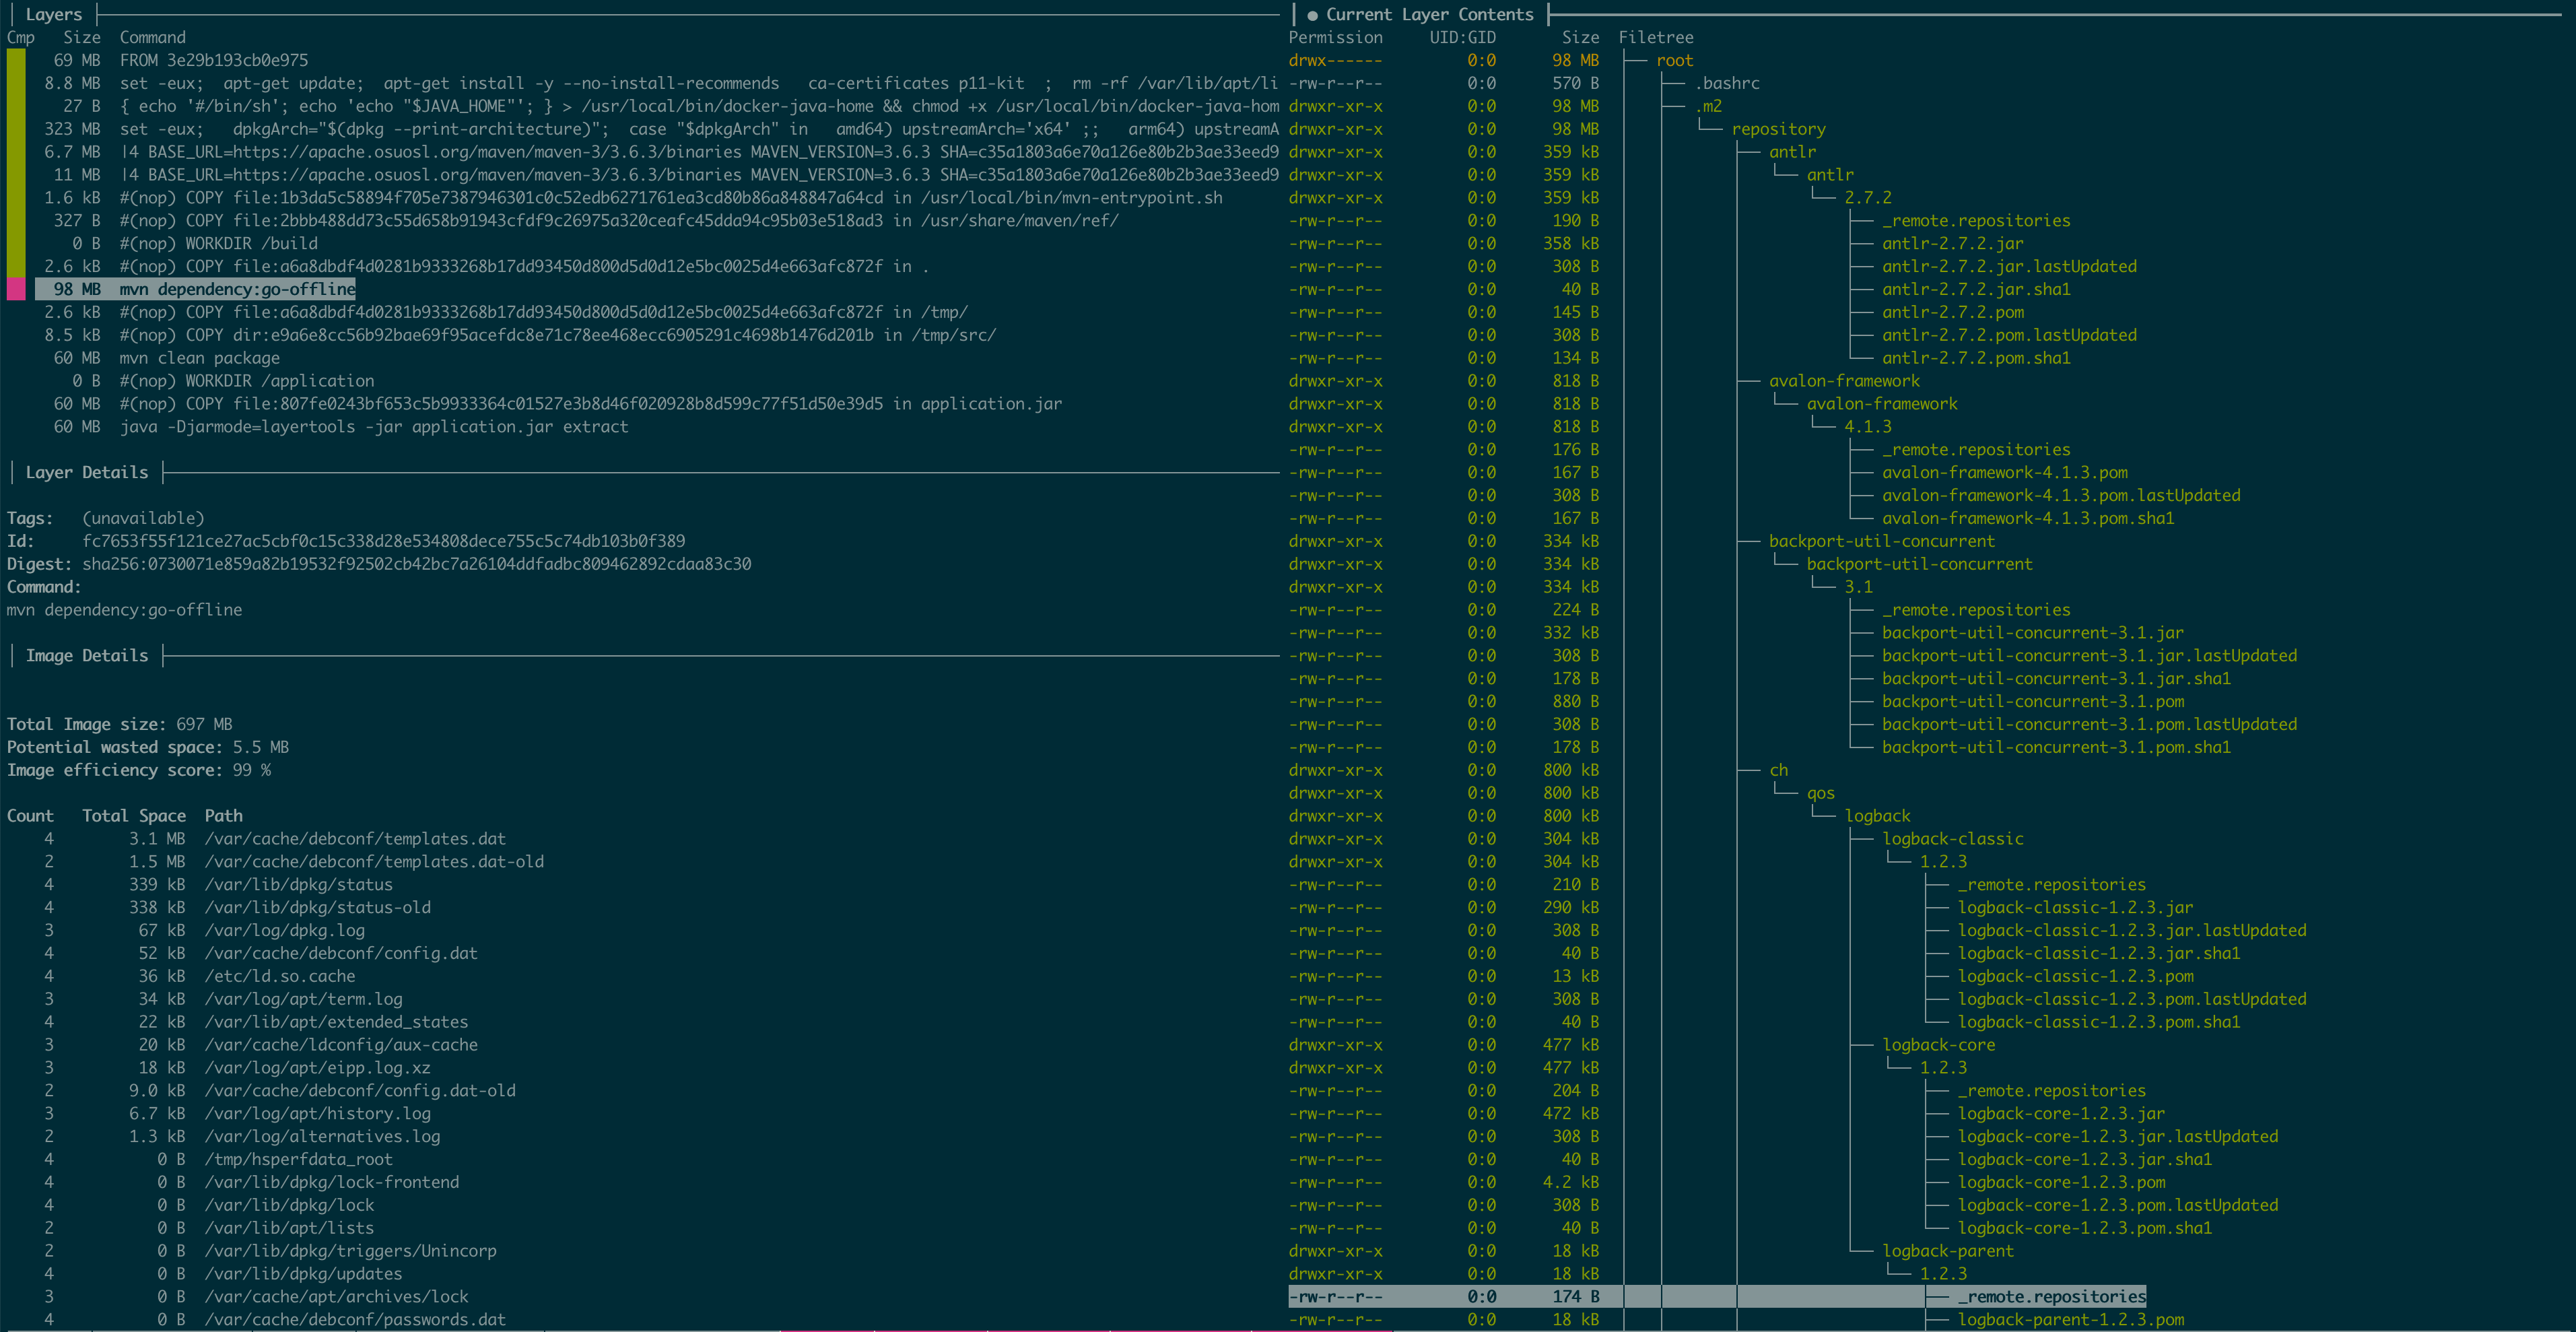 Layers
Cmp Size Command
69 MB FROM 3e29b193cb0e975
8.8 MB set -eux; apt-get update; apt-get install -y --no-install-recommends ca-certificates p11-kit ; rm -rf /var/lib/apt/li
27 B { echo '#/bin/sh'; echo 'echo "$JAVA_HOME"'; } > /usr/local/bin/docker-java-home && chmod +x /usr/local/bin/docker-java-hom
323 MB set -eux; dpkgArch="$(dpkg --print-architecture)"; case "$dpkgArch" in amd64) upstreamArch='x64' ;; arm64) upstreamA
6.7 MB |4 BASE_URL=https://apache.osuosl.org/maven/maven-3/3.6.3/binaries MAVEN_VERSION=3.6.3 SHA=c35a1803a6e70a126e80b2b3ae33eed9
11 MB |4 BASE_URL=https://apache.osuosl.org/maven/maven-3/3.6.3/binaries MAVEN_VERSION=3.6.3 SHA=c35a1803a6e70a126e80b2b3ae33eed9
1.6 kB #(nop) COPY file:1b3da5c58894f705e7387946301c0c52edb6271761ea3cd80b86a848847a64cd in /usr/local/bin/mvn-entrypoint.sh
327 B #(nop) COPY file:2bbb488dd73c55d658b91943cfdf9c26975a320ceafc45dda94c95b03e518ad3 in /usr/share/maven/ref/
0 B #(nop) WORKDIR /build
2.6 kB #(nop) COPY file:a6a8dbdf4d0281b9333268b17dd93450d800d5d0d12e5bc0025d4e663afc872f in .
98 MB mvn dependency:go-offline
2.6 kB #(nop) COPY file:a6a8dbdf4d0281b9333268b17dd93450d800d5d0d12e5bc0025d4e663afc872f in /tmp/
8.5 kB #(nop) COPY dir:e9a6e8cc56b92bae69f95acefdc8e71c78ee468ecc6905291c4698b1476d201b in /tmp/src/
60 MB mvn clean package
0 B #(nop) WORKDIR /application
60 MB #(nop) COPY file:807fe0243bf653c5b9933364c01527e3b8d46f020928b8d599c77f51d50e39d5 in application.jar
60 MB java -Djarmode=layertools -jar application.jar extract
Layer Details
Tags: (unavailable)
Id: fc7653f55f121ce27ac5cbf0c15c338d28e534808dece755c5c74db103b0f389
Digest: sha256:0730071e859a82b19532f92502cb42bc7a26104ddfadbc809462892cdaa83c30
Command:
mvn dependency:go-offline
Image Details
Total Image size: 697 MB
Potential wasted space: 5.5 MB
Image efficiency score: 99 %
Count Total Space Path
4 3.1 MB /var/cache/debconf/templates.dat
2 1.5 MB /var/cache/debconf/templates.dat-old
4 339 kB /var/lib/dpkg/status
4 338 kB /var/lib/dpkg/status-old
3 67 kB /var/log/dpkg.log
4 52 kB /var/cache/debconf/config.dat
4 36 kB /etc/ld.so.cache
3 34 kB /var/log/apt/term.log
4 22 kB /var/lib/apt/extended_states
3 20 kB /var/cache/ldconfig/aux-cache
3 18 kB /var/log/apt/eipp.log.xz
2 9.0 kB /var/cache/debconf/config.dat-old
3 6.7 kB /var/log/apt/history.log
2 1.3 kB /var/log/alternatives.log
4 0 B /tmp/hsperfdata_root
4 0 B /var/lib/dpkg/lock-frontend
4 0 B /var/lib/dpkg/lock
2 0 B /var/lib/apt/lists
2 0 B /var/lib/dpkg/triggers/Unincorp
4 0 B /var/lib/dpkg/updates
3 0 B /var/cache/apt/archives/lock
4 0 B /var/cache/debconf/passwords.dat
● Current Layer Contents
Permission UID:GID Size Filetree
drwx------ 0:0 98 MB root
-rw-r--r-- 0:0 570 B .bashrc
drwxr-xr-x 0:0 98 MB .m2
drwxr-xr-x 0:0 98 MB repository
drwxr-xr-x 0:0 359 kB antlr
drwxr-xr-x 0:0 359 kB antlr
drwxr-xr-x 0:0 359 kB 2.7.2
-rw-r--r-- 0:0 190 B _remote.repositories
-rw-r--r-- 0:0 358 kB antlr-2.7.2.jar
-rw-r--r-- 0:0 308 B antlr-2.7.2.jar.lastUpdated
-rw-r--r-- 0:0 40 B antlr-2.7.2.jar.sha1
-rw-r--r-- 0:0 145 B antlr-2.7.2.pom
-rw-r--r-- 0:0 308 B antlr-2.7.2.pom.lastUpdated
-rw-r--r-- 0:0 134 B antlr-2.7.2.pom.sha1
drwxr-xr-x 0:0 818 B avalon-framework
drwxr-xr-x 0:0 818 B avalon-framework
drwxr-xr-x 0:0 818 B 4.1.3
-rw-r--r-- 0:0 176 B _remote.repositories
-rw-r--r-- 0:0 167 B avalon-framework-4.1.3.pom
-rw-r--r-- 0:0 308 B avalon-framework-4.1.3.pom.lastUpdated
-rw-r--r-- 0:0 167 B avalon-framework-4.1.3.pom.sha1
drwxr-xr-x 0:0 334 kB backport-util-concurrent
drwxr-xr-x 0:0 334 kB backport-util-concurrent
drwxr-xr-x 0:0 334 kB 3.1
-rw-r--r-- 0:0 224 B _remote.repositories
-rw-r--r-- 0:0 332 kB backport-util-concurrent-3.1.jar
-rw-r--r-- 0:0 308 B backport-util-concurrent-3.1.jar.lastUpdated
-rw-r--r-- 0:0 178 B backport-util-concurrent-3.1.jar.sha1
-rw-r--r-- 0:0 880 B backport-util-concurrent-3.1.pom
-rw-r--r-- 0:0 308 B backport-util-concurrent-3.1.pom.lastUpdated
-rw-r--r-- 0:0 178 B backport-util-concurrent-3.1.pom.sha1
drwxr-xr-x 0:0 800 kB ch
drwxr-xr-x 0:0 800 kB qos
drwxr-xr-x 0:0 800 kB logback
drwxr-xr-x 0:0 304 kB logback-classic
drwxr-xr-x 0:0 304 kB 1.2.3
-rw-r--r-- 0:0 210 B _remote.repositories
-rw-r--r-- 0:0 290 kB logback-classic-1.2.3.jar
-rw-r--r-- 0:0 308 B logback-classic-1.2.3.jar.lastUpdated
-rw-r--r-- 0:0 40 B logback-classic-1.2.3.jar.sha1
-rw-r--r-- 0:0 13 kB logback-classic-1.2.3.pom
-rw-r--r-- 0:0 308 B logback-classic-1.2.3.pom.lastUpdated
-rw-r--r-- 0:0 40 B logback-classic-1.2.3.pom.sha1
drwxr-xr-x 0:0 477 kB logback-core
drwxr-xr-x 0:0 477 kB 1.2.3
-rw-r--r-- 0:0 204 B _remote.repositories
-rw-r--r-- 0:0 472 kB logback-core-1.2.3.jar
-rw-r--r-- 0:0 308 B logback-core-1.2.3.jar.lastUpdated
-rw-r--r-- 0:0 40 B logback-core-1.2.3.jar.sha1
-rw-r--r-- 0:0 4.2 kB logback-core-1.2.3.pom
-rw-r--r-- 0:0 308 B logback-core-1.2.3.pom.lastUpdated
-rw-r--r-- 0:0 40 B logback-core-1.2.3.pom.sha1
drwxr-xr-x 0:0 18 kB logback-parent
drwxr-xr-x 0:0 18 kB 1.2.3
-rw-r--r-- 0:0 174 B _remote.repositories
-rw-r--r-- 0:0 18 kB logback-parent-1.2.3.pom